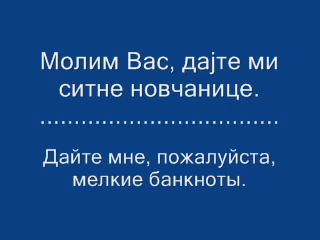 Молим Вас, дајте ми
ситне новчанице.
...................................
Дайте мне, пожалуйста,
мелкие банкноты.